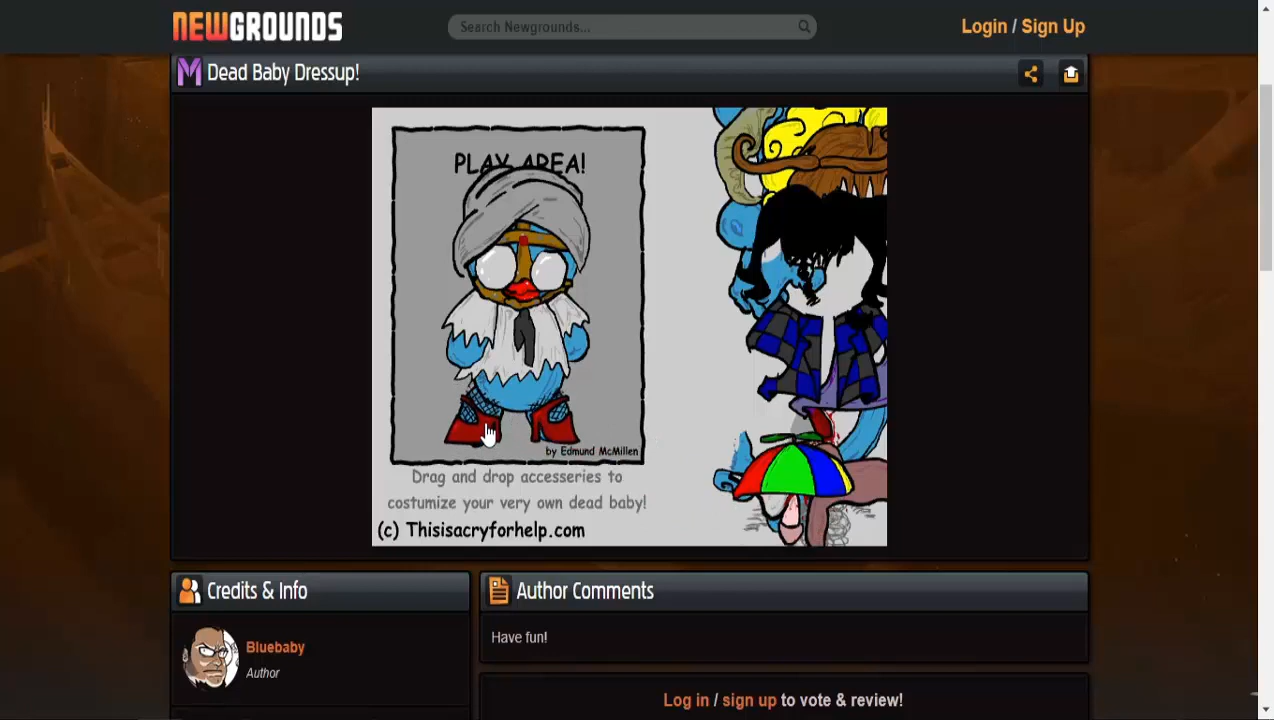 NEWGROUNDS
Search Newgrounds...
Login / Sign Up
Dead Baby Dressup!
PLAY AREA!
by Edmund McMillen
Drag and drop accesseries to
costumize your very own dead baby!
(c) Thisisacryforhelp.com
Credits & Info
Author Comments
Bluebaby
Author
Have fun!
Log in / sign up to vote & review!